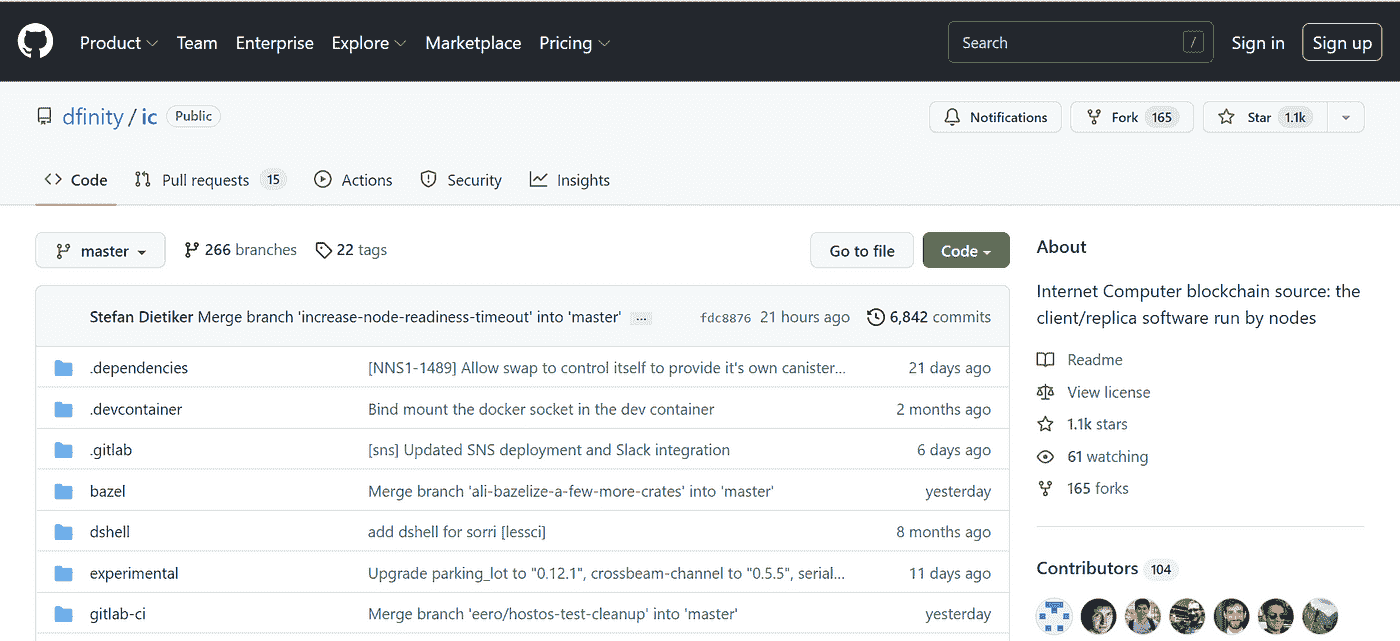 Product Team Enterprise Explore Marketplace Pricing Search / Sign in Sign up
dfinity / ic Public Notifications Fork 165 Star 1.1k
Code Pull requests 15 Actions Security Insights
master 266 branches 22 tags Go to file Code
About
Internet Computer blockchain source: the
client/replica software run by nodes
Readme
View license
1.1k stars
61 watching
165 forks
Contributors 104
Stefan Dietiker Merge branch 'increase-node-readiness-timeout' into 'master' ... fdc8876 21 hours ago 6,842 commits
.dependencies [NNS1-1489] Allow swap to control itself to provide it's own canister... 21 days ago
.devcontainer Bind mount the docker socket in the dev container 2 months ago
.gitlab [sns] Updated SNS deployment and Slack integration 6 days ago
bazel Merge branch 'ali-bazelize-a-few-more-crates' into 'master' yesterday
dshell add dshell for sorri [lessci] 8 months ago
experimental Upgrade parking_lot to "0.12.1", crossbeam-channel to "0.5.5", serial... 11 days ago
gitlab-ci Merge branch 'eero/hostos-test-cleanup' into 'master' yesterday